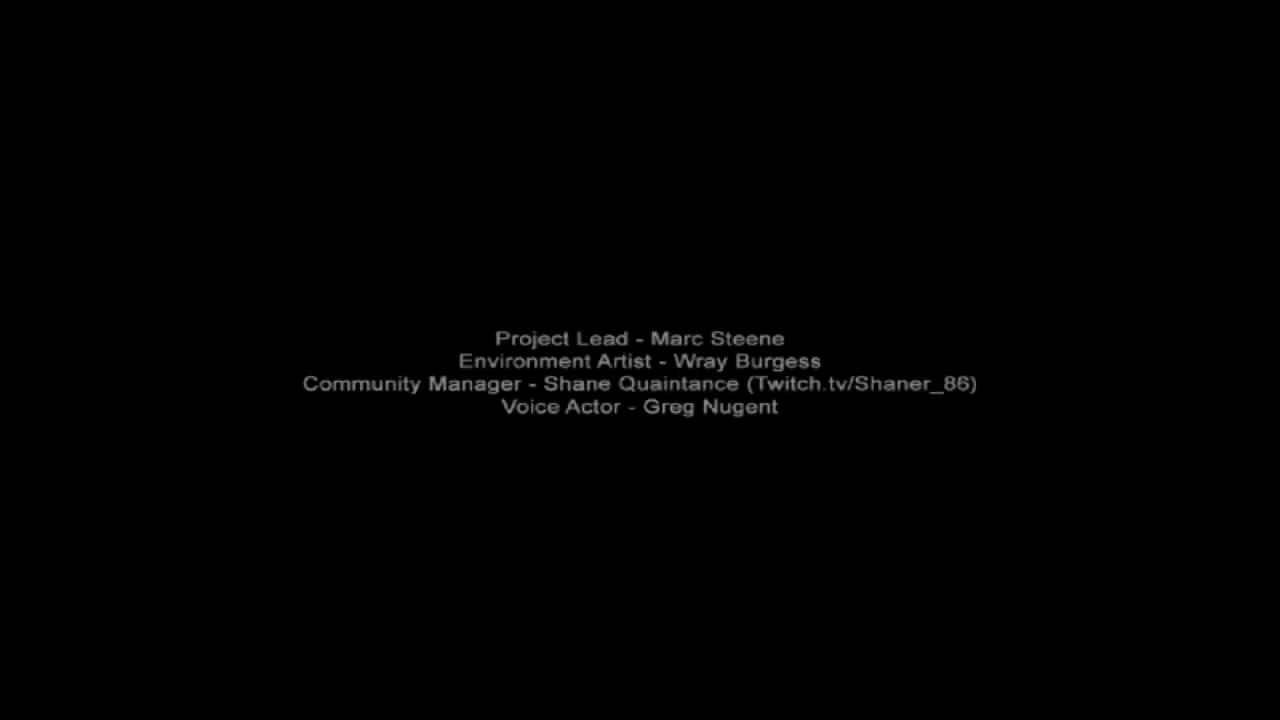 Project Lead - Marc Steene
Environment Artist - Wray Burgess
Community Manager - Shane Quaintance (Twitch.tv/Shaner_86)
Voice Actor - Greg Nugent